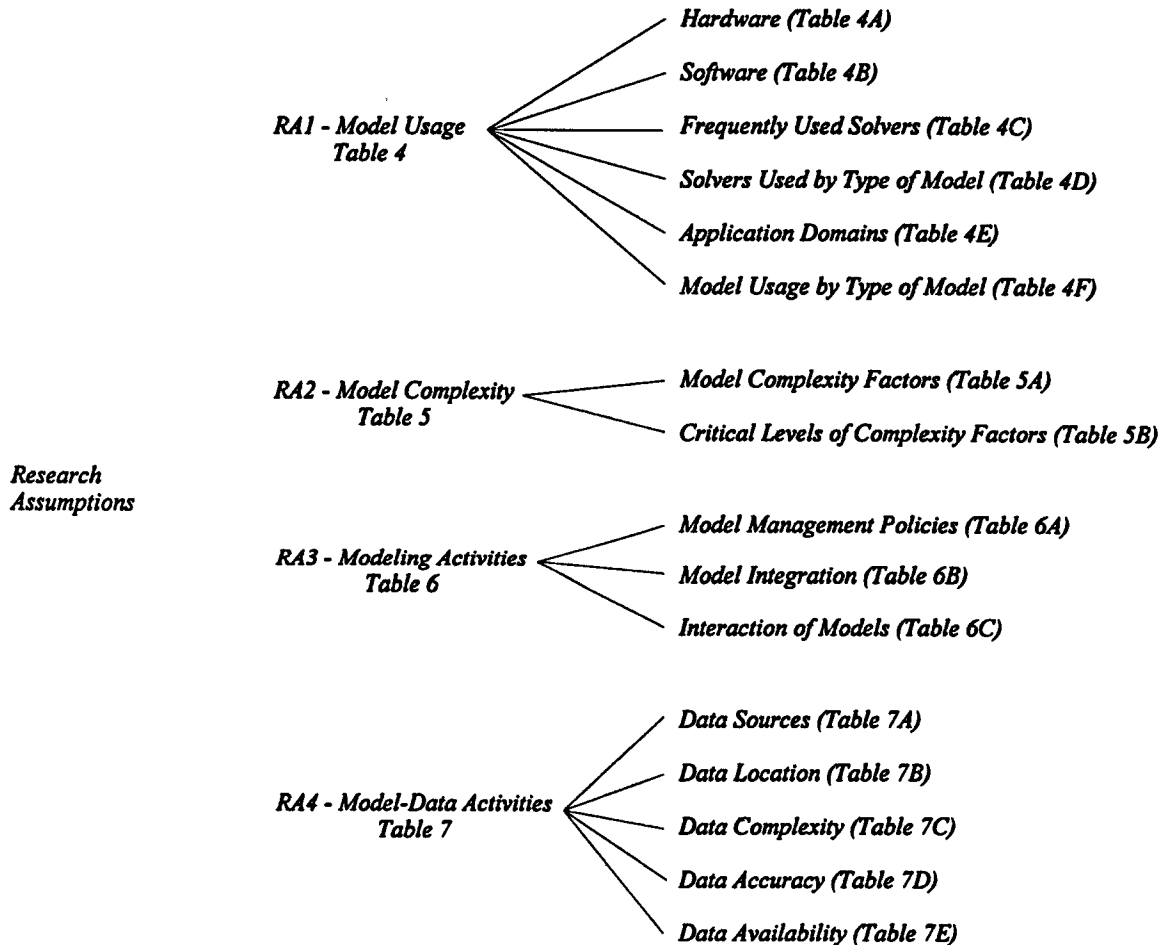 Research
Assumptions
RA1 - Model Usage
Table 4
Hardware (Table 4A)
Software (Table 4B)
Frequently Used Solvers (Table 4C)
Solvers Used by Type of Model (Table 4D)
Application Domains (Table 4E)
Model Usage by Type of Model (Table 4F)
RA2 - Model Complexity
Table 5
Model Complexity Factors (Table 5A)
Critical Levels of Complexity Factors (Table 5B)
RA3 - Modeling Activities
Table 6
Model Management Policies (Table 6A)
Model Integration (Table 6B)
Interaction of Models (Table 6C)
RA4 - Model-Data Activities
Table 7
Data Sources (Table 7A)
Data Location (Table 7B)
Data Complexity (Table 7C)
Data Accuracy (Table 7D)
Data Availability (Table 7E)